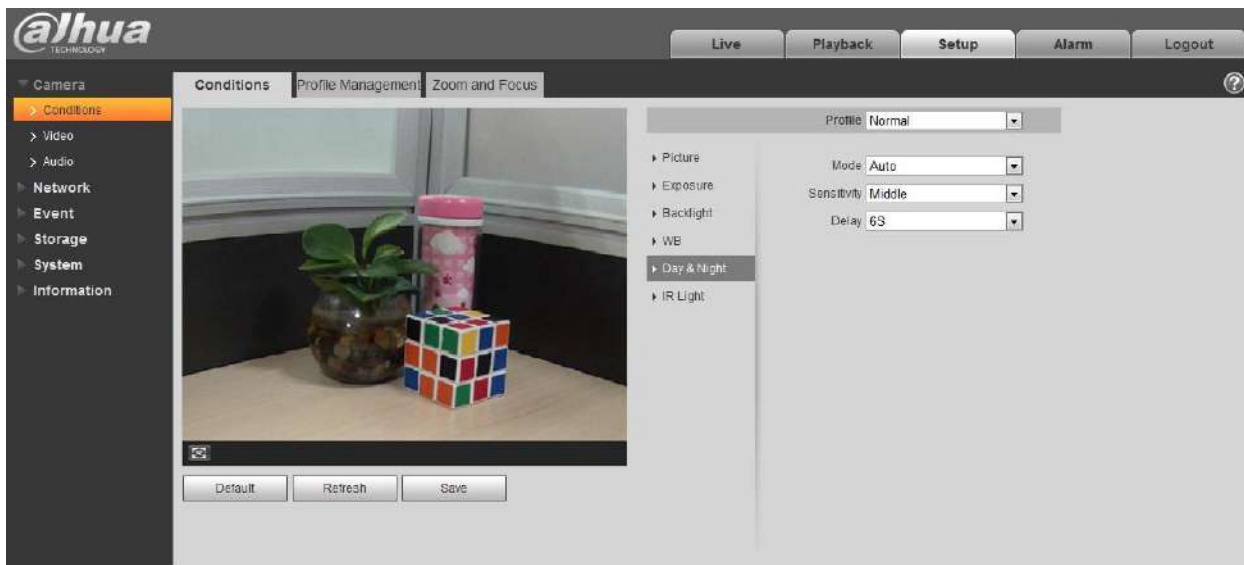 alhua
TECHNOLOGY
Live
Playback
Setup
Alarm
Logout
Camera
Conditions
Video
Audio
Network
Event
Storage
System
Information
Conditions
Profile Management
Zoom and Focus
?
Profile Normal
Picture
Exposure
Backlight
WB
Day & Night
IR Light
Mode Auto
Sensitivity Middle
Delay 6S
Default
Refresh
Save